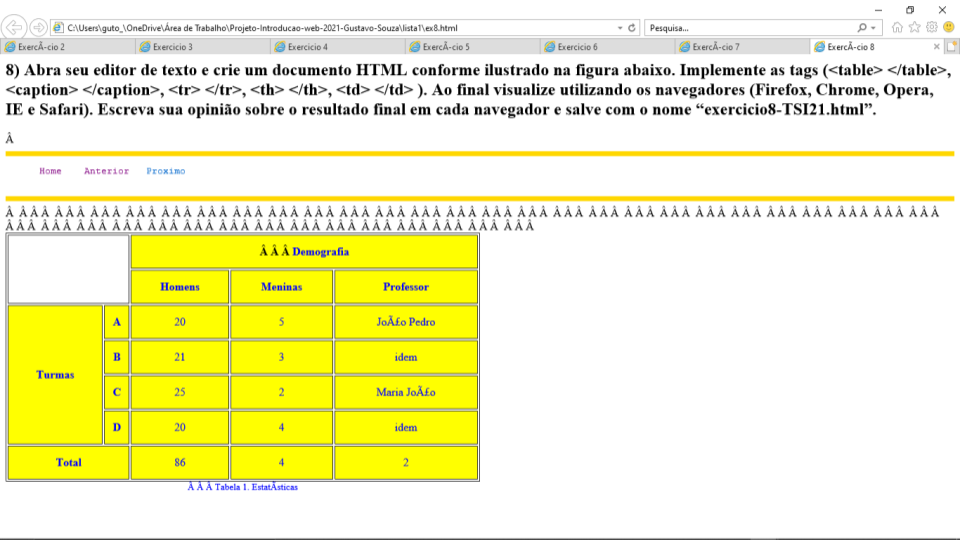 C:\Users\guto_\OneDrive\Área de Trabalho\Projeto-Introducao-web-2021-Gustavo-Souza\lista1\ex8.html
Pesquisa...
ExercÃ-cio 2
Exercicio 3
Exercicio 4
ExercÃ-cio 5
Exercicio 6
ExercÃ-cio 7
ExercÃ-cio 8
8) Abra seu editor de texto e crie um documento HTML conforme ilustrado na figura abaixo. Implemente as tags (<table> </table>,
<caption> </caption>, <tr> </tr>, <th> </th>, <td> </td> ). Ao final visualize utilizando os navegadores (Firefox, Chrome, Opera,
IE e Safari). Escreva sua opinião sobre o resultado final em cada navegador e salve com o nome “exercicio8-TSI21.html”.
Â
Home Anterior Proximo
Â ÂÂÂ ÂÂÂ ÂÂÂ ÂÂÂ ÂÂÂ ÂÂÂ ÂÂÂ ÂÂÂ ÂÂÂ ÂÂÂ ÂÂÂ ÂÂÂ ÂÂÂ ÂÂÂ ÂÂÂ ÂÂÂ ÂÂÂ ÂÂÂ ÂÂÂ ÂÂÂ ÂÂÂ ÂÂÂ ÂÂÂ ÂÂÂ ÂÂÂ ÂÂÂ
ÂÂÂ ÂÂÂ ÂÂÂ ÂÂÂ ÂÂÂ ÂÂÂ ÂÂÂ ÂÂÂ ÂÂÂ ÂÂÂ ÂÂÂ ÂÂÂ ÂÂÂ ÂÂÂ ÂÂÂ
Â Â Â Demografia
Homens Meninas Professor
Turmas
A 20 5 JoÃ£o Pedro
B 21 3 idem
C 25 2 Maria JoÃ£o
D 20 4 idem
Total 86 4 2
Â Â Â Tabela 1. EstatÃ­sticas